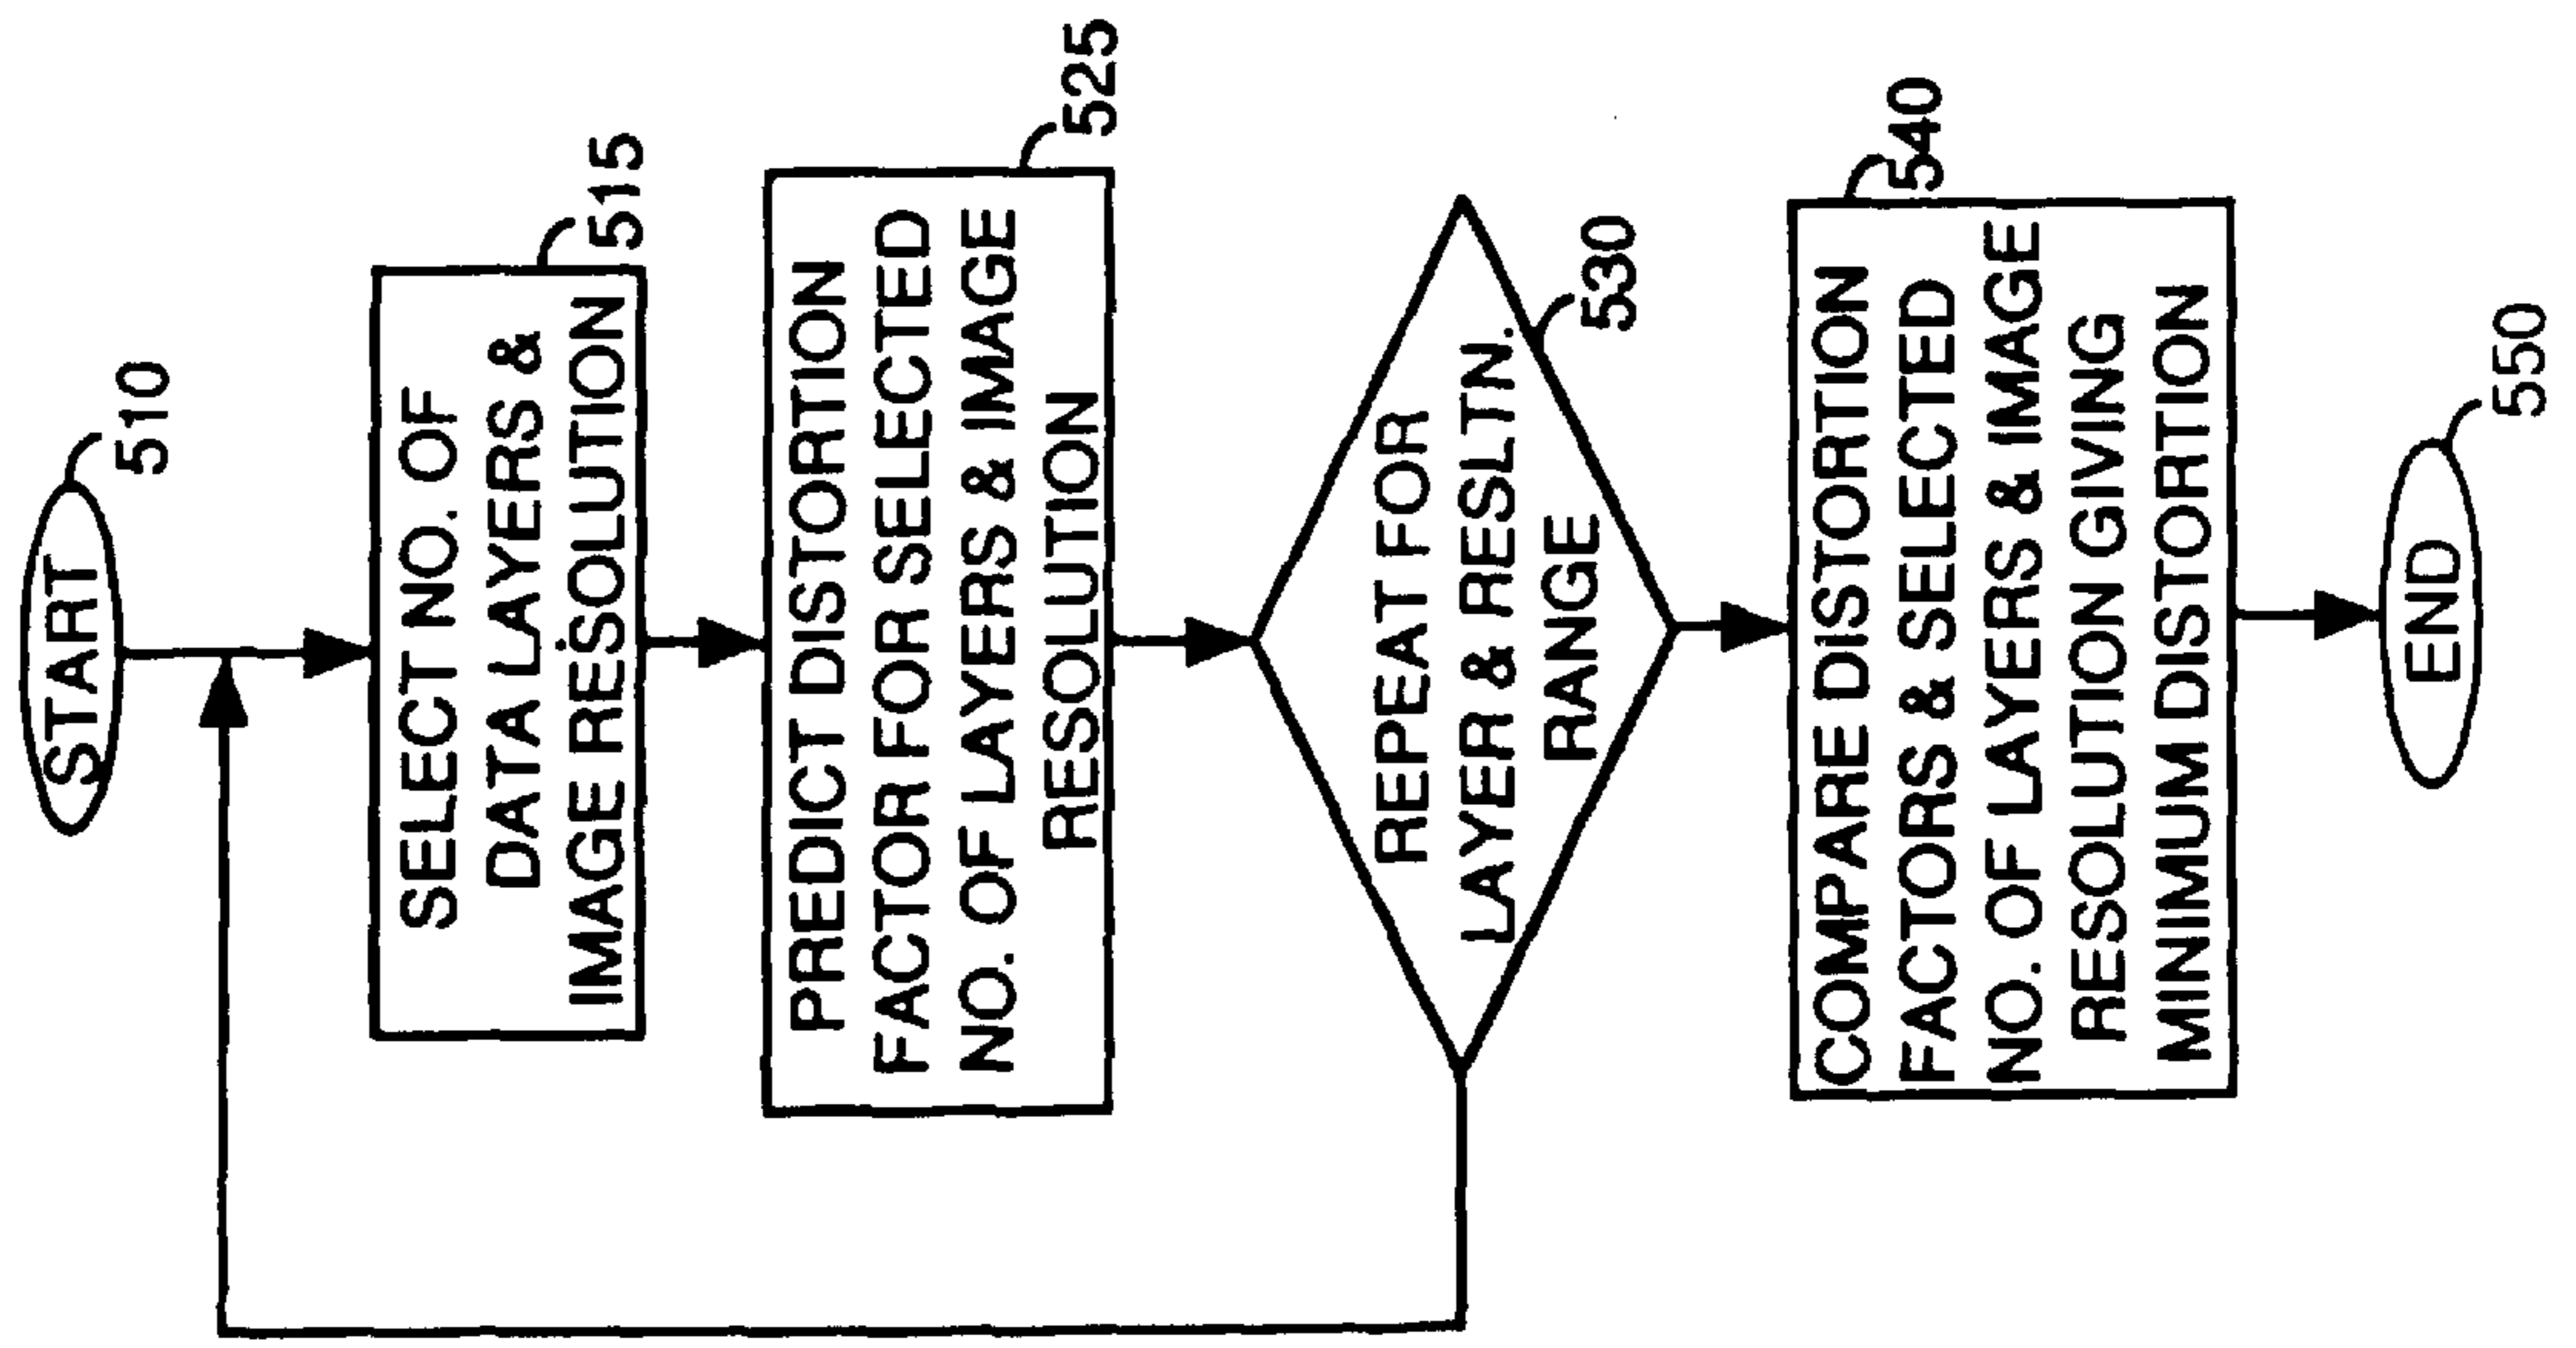 START
510
SELECT NO. OF
DATA LAYERS &
IMAGE RESOLUTION
515
PREDICT DISTORTION
FACTOR FOR SELECTED
NO. OF LAYERS & IMAGE
RESOLUTION
525
REPEAT FOR
LAYER & RESLTN.
RANGE
530
COMPARE DISTORTION
FACTORS & SELECTED
NO. OF LAYERS & IMAGE
RESOLUTION GIVING
MINIMUM DISTORTION
540
END
550